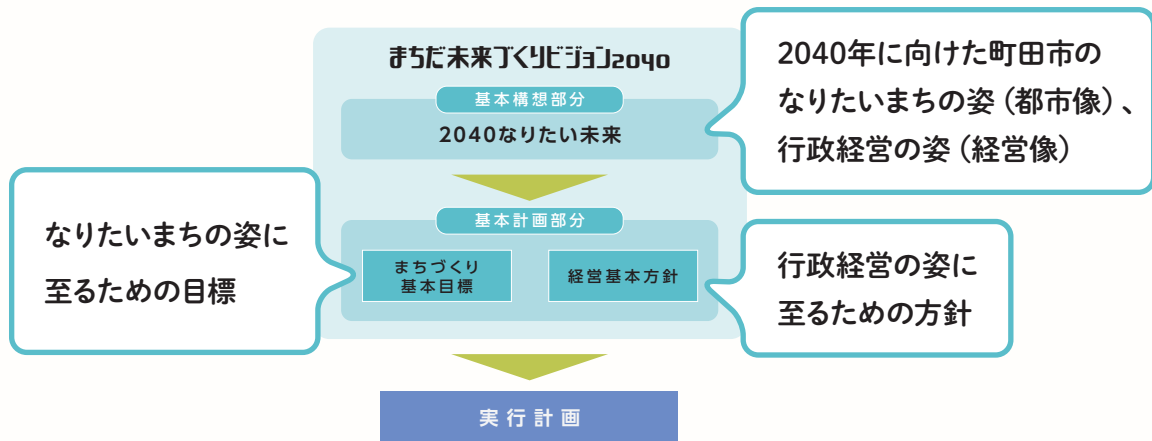 まちだ未来づくりビジョン2040
基本構想部分
2040なりたい未来
2040年に向けた町田市の
なりたいまちの姿(都市像)、
行政経営の姿(経営像)
基本計画部分
まちづくり
基本目標
経営基本方針
なりたいまちの姿に
至るための目標
行政経営の姿に
至るための方針
実行計画